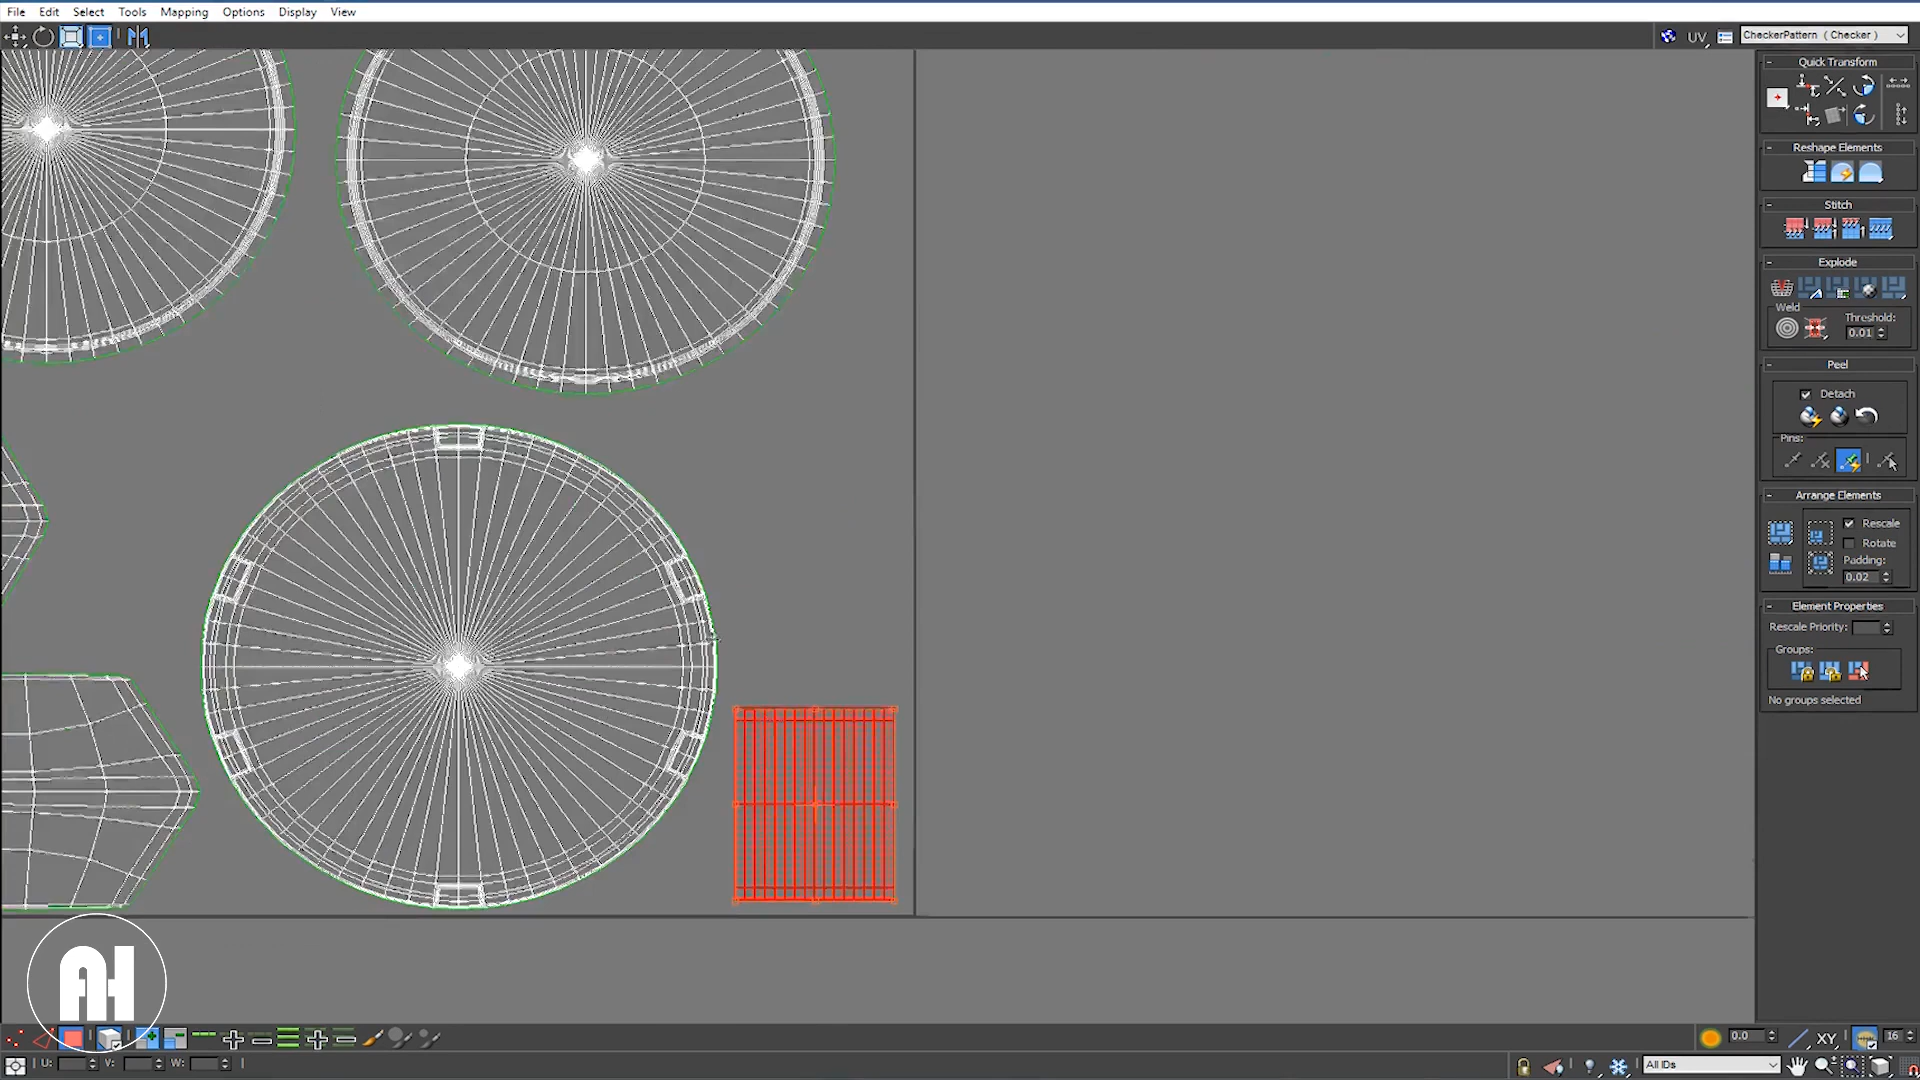 File Edit Select Tools Mapping Options Display View
UV CheckerPattern ( Checker )
Quick Transform
Reshape Elements
Stitch
Explode
Weld
Threshold:
0.01
Peel
Detach
Pins:
Arrange Elements
Rescale
Rotate
Padding:
0.02
Element Properties
Rescale Priority:
Groups:
No groups selected
AH
0.0 XY 16
U: V: W: All IDs